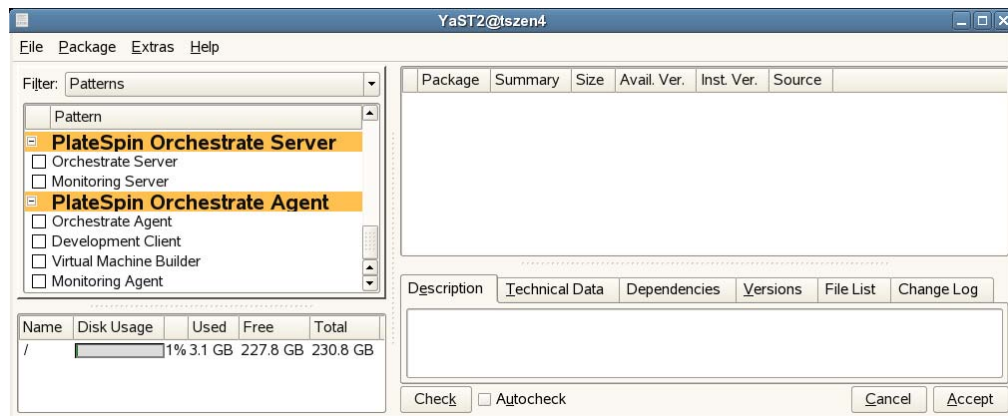 YaST2@tszen4
File Package Extras Help
Filter: Patterns
Pattern
PlateSpin Orchestrate Server
Orchestrate Server
Monitoring Server
PlateSpin Orchestrate Agent
Orchestrate Agent
Development Client
Virtual Machine Builder
Monitoring Agent
Name Disk Usage Used Free Total
/ 1% 3.1 GB 227.8 GB 230.8 GB
Package Summary Size Avail. Ver. Inst. Ver. Source
Description Technical Data Dependencies Versions File List Change Log
Check Autocheck Cancel Accept